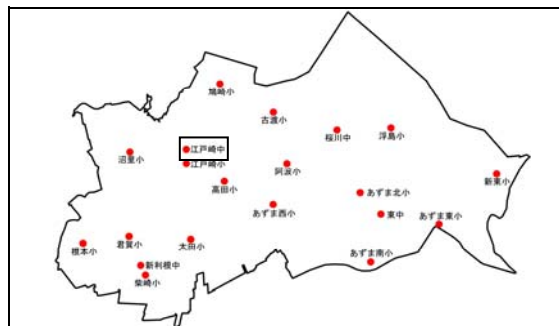 鳩崎小
古渡小
桜川中
浮島小
江戸崎中
沼里小
江戸崎小
阿波小
新東小
高田小
あずま北小
あずま西小
東中
あずま東小
君賀小
太田小
根本小
あずま南小
新利根中
柴崎小